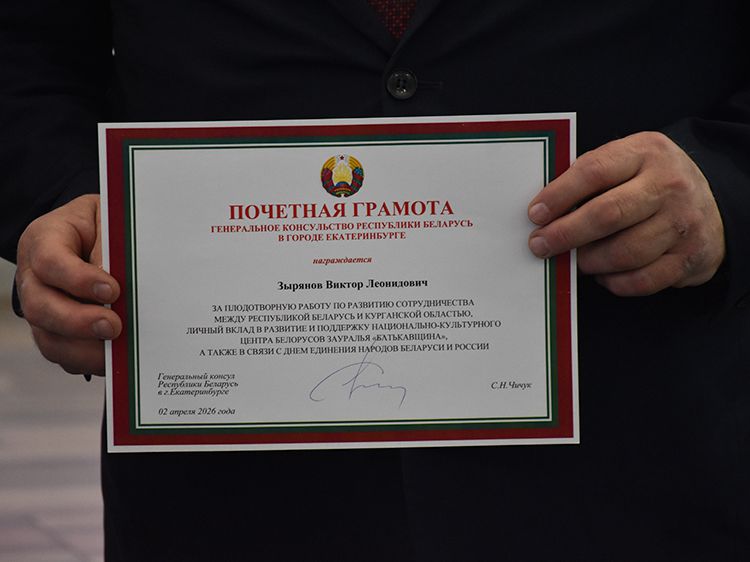 ПОЧЕТНАЯ ГРАМОТА
ГЕНЕРАЛЬНОЕ КОНСУЛЬСТВО РЕСПУБЛИКИ БЕЛАРУСЬ
В ГОРОДЕ ЕКАТЕРИНБУРГЕ
награждается
Зырянов Виктор Леонидович
ЗА ПЛОДОТВОРНУЮ РАБОТУ ПО РАЗВИТИЮ СОТРУДНИЧЕСТВА
МЕЖДУ РЕСПУБЛИКОЙ БЕЛАРУСЬ И КУРГАНСКОЙ ОБЛАСТЬЮ,
ЛИЧНЫЙ ВКЛАД В РАЗВИТИЕ И ПОДДЕРЖКУ НАЦИОНАЛЬНО-КУЛЬТУРНОГО
ЦЕНТРА БЕЛОРУСОВ ЗАУРАЛЬЯ «БАТЬКАВЩИНА»,
А ТАКЖЕ В СВЯЗИ С ДНЕМ ЕДИНЕНИЯ НАРОДОВ БЕЛАРУСИ И РОССИИ
Генеральный консул
Республики Беларусь
в г.Екатеринбурге
С.Н.Чичук
02 апреля 2026 года